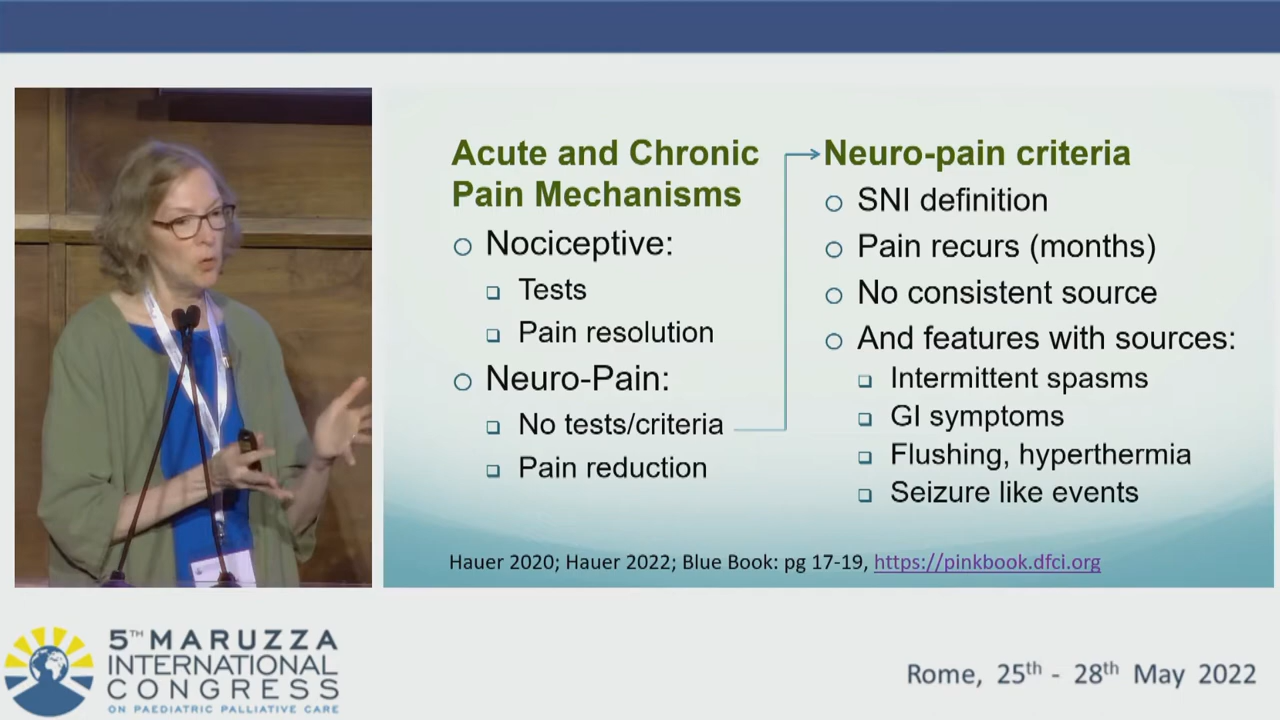 Acute and Chronic
Pain Mechanisms
Nociceptive:
Tests
Pain resolution
Neuro-Pain:
No tests/criteria
Pain reduction
Neuro-pain criteria
SNI definition
Pain recurs (months)
No consistent source
And features with sources:
Intermittent spasms
GI symptoms
Flushing, hyperthermia
Seizure like events
Hauer 2020; Hauer 2022; Blue Book: pg 17-19, https://pinkbook.dfci.org
5TH MARUZZA
INTERNATIONAL
CONGRESS
ON PAEDIATRIC PALLIATIVE CARE
Rome, 25th - 28th May 2022